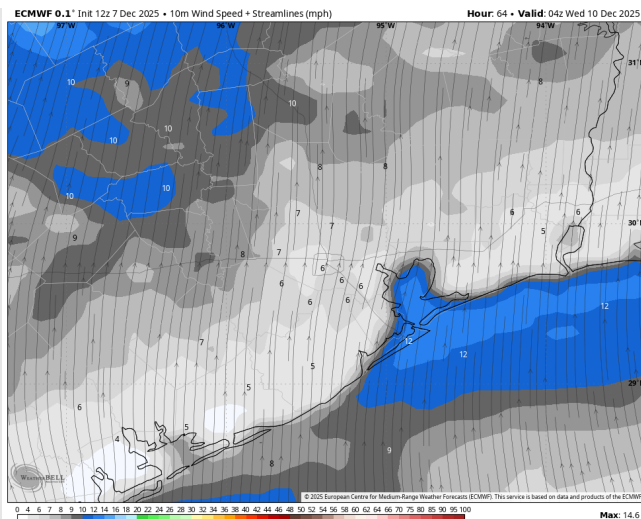 ECMWF 0.1° Init 12z 7 Dec 2025 • 10m Wind Speed + Streamlines (mph)
Hour: 64 • Valid: 04z Wed 10 Dec 2025
97°W 96°W 95°W 94°W
31°
10 9 8
10
10
10
8 8
10 10
7 6 6
30°
9 7 5
8 7
6 6
6
6 6
12
7 12
12
5
29°
5
6
5
4
9
8
WEATHERBELL
© 2025 European Centre for Medium-Range Weather Forecasts (ECMWF). This service is based on data and products of the ECMWF
0 4 6 7 8 9 10 12 14 16 18 20 22 24 26 28 30 32 34 36 38 40 42 44 46 48 50 52 54 56 58 60 65 70 75 80 85 90 95 100
Max: 14.6